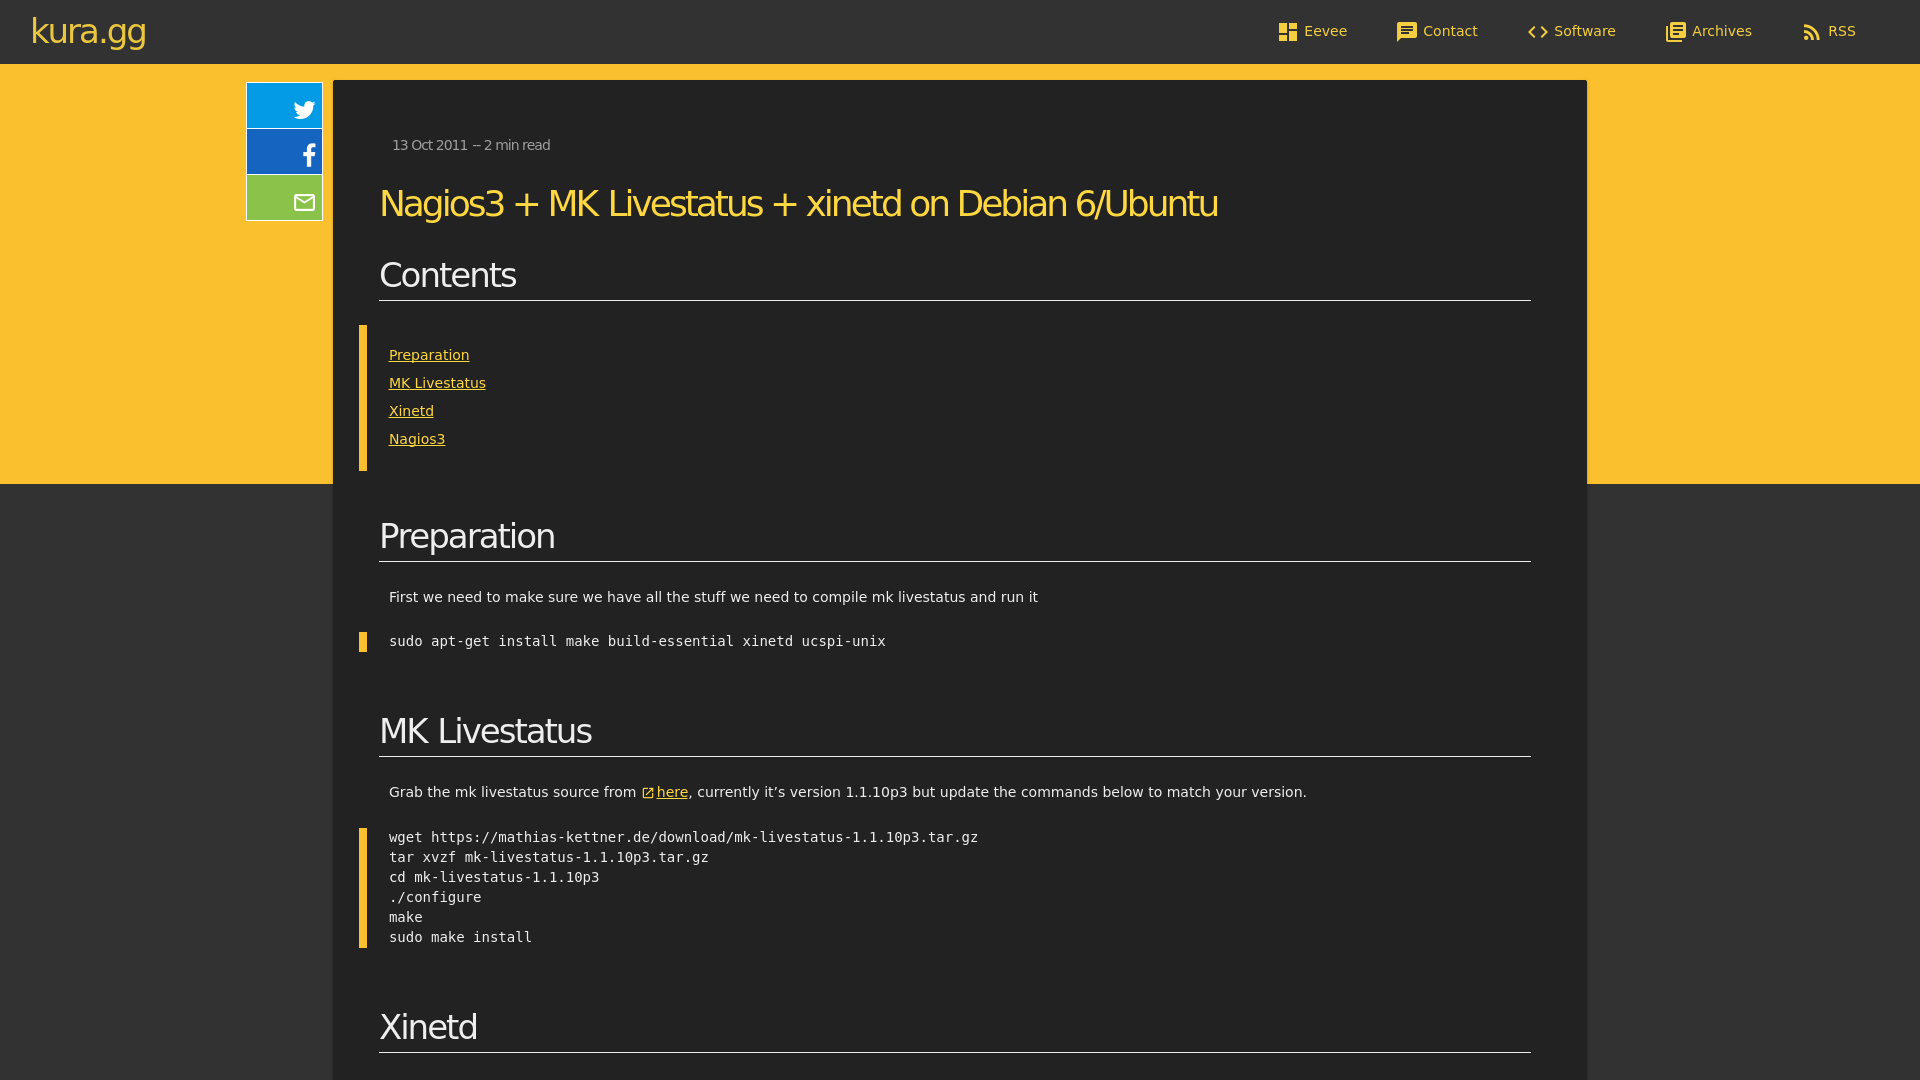 kura.gg
Eevee
Contact
Software
Archives
RSS
13 Oct 2011 -- 2 min read
Nagios3 + MK Livestatus + xinetd on Debian 6/Ubuntu
Contents
Preparation
MK Livestatus
Xinetd
Nagios3
Preparation
First we need to make sure we have all the stuff we need to compile mk livestatus and run it
sudo apt-get install make build-essential xinetd ucspi-unix
MK Livestatus
Grab the mk livestatus source from here, currently it’s version 1.1.10p3 but update the commands below to match your version.
wget https://mathias-kettner.de/download/mk-livestatus-1.1.10p3.tar.gz
tar xvzf mk-livestatus-1.1.10p3.tar.gz
cd mk-livestatus-1.1.10p3
./configure
make
sudo make install
Xinetd